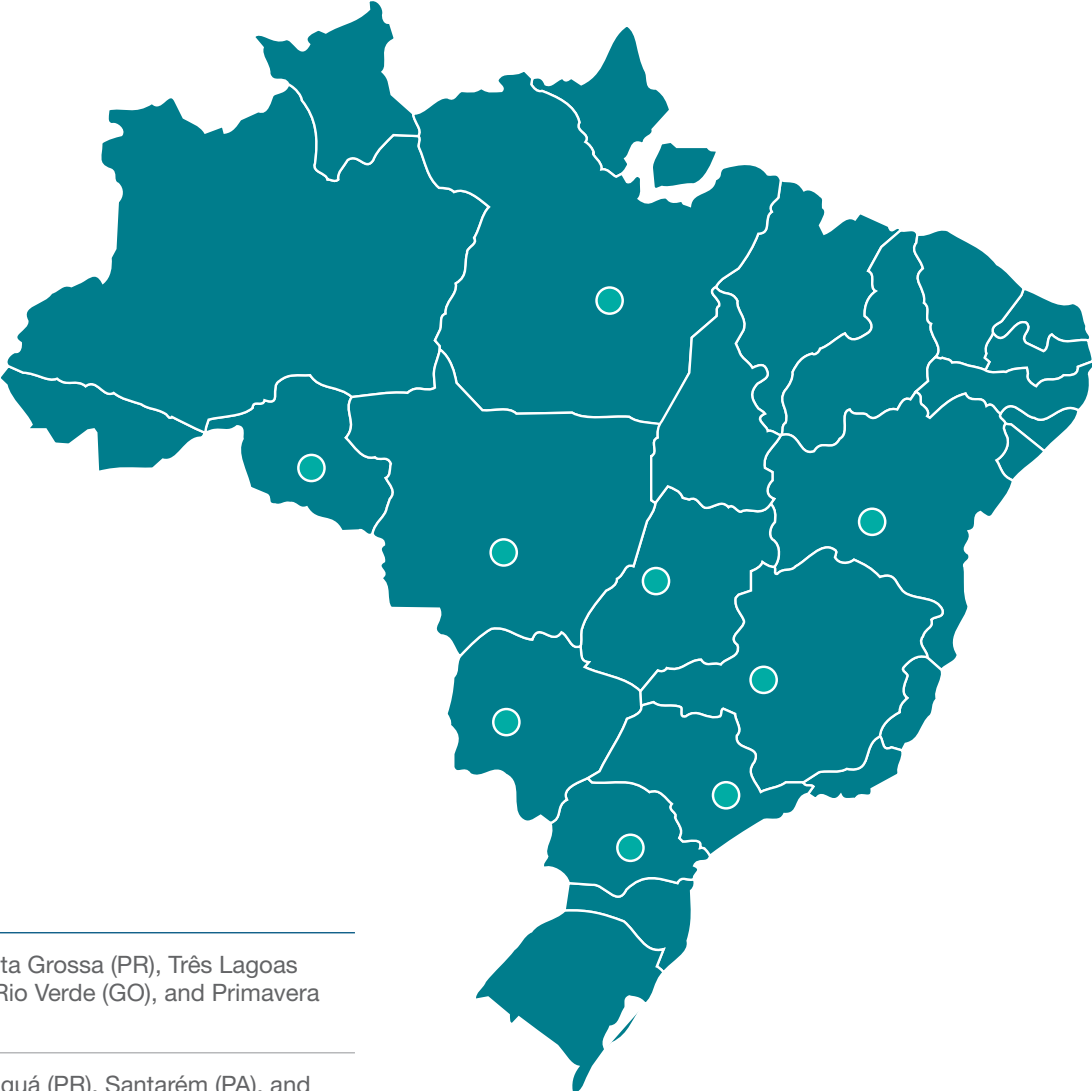 ta Grossa (PR), Três Lagoas
Rio Verde (GO), and Primavera
guá (PR), Santarém (PA), and